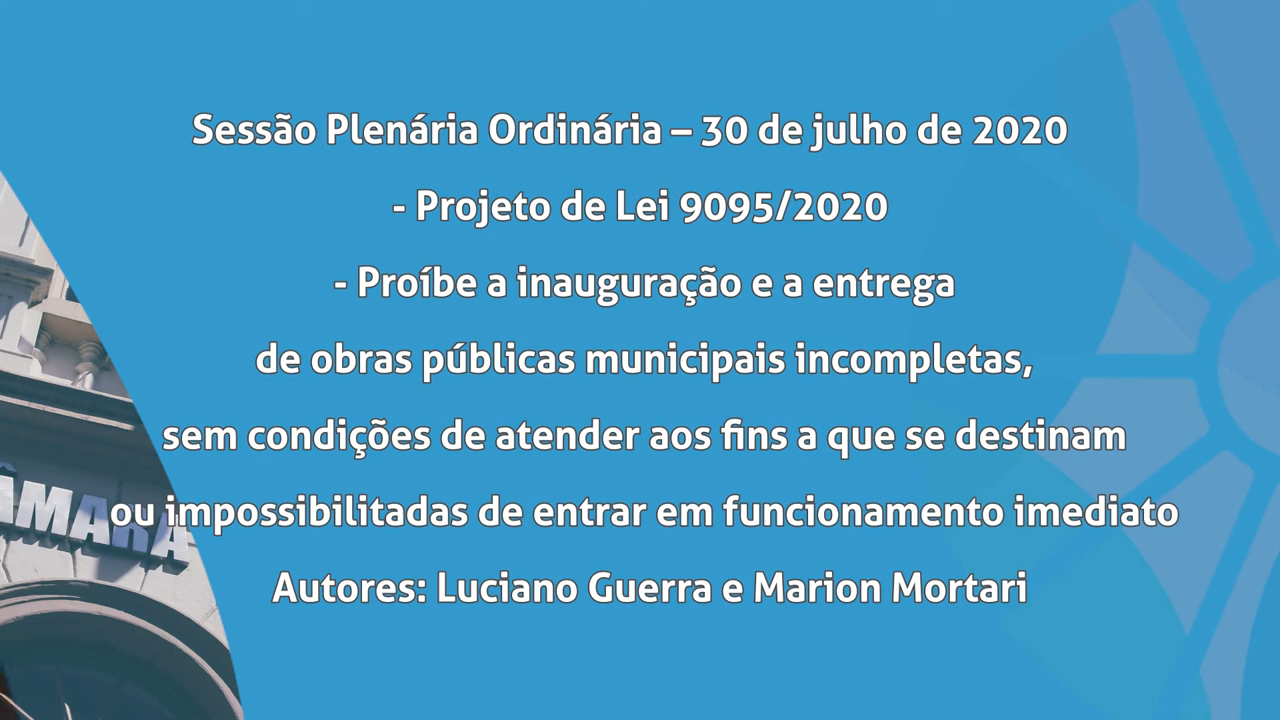 Sessão Plenária Ordinária – 30 de julho de 2020
- Projeto de Lei 9095/2020
- Proíbe a inauguração e a entrega
de obras públicas municipais incompletas,
sem condições de atender aos fins a que se destinam
ou impossibilitadas de entrar em funcionamento imediato
Autores: Luciano Guerra e Marion Mortari